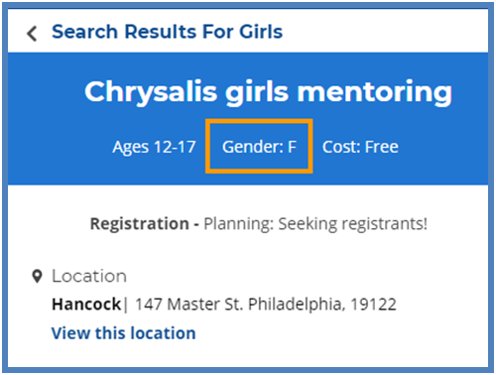 Search Results For Girls
Chrysalis girls mentoring
Ages 12-17 Gender: F Cost: Free
Registration - Planning: Seeking registrants!
Location
Hancock| 147 Master St. Philadelphia, 19122
View this location